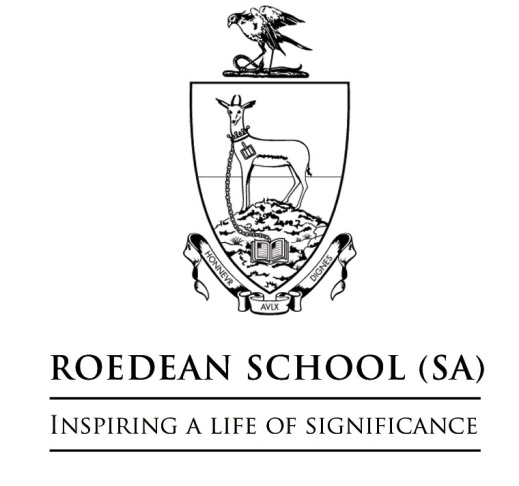 HONNEVR AVLX DIGNES
ROEDEAN SCHOOL (SA)
INSPIRING A LIFE OF SIGNIFICANCE